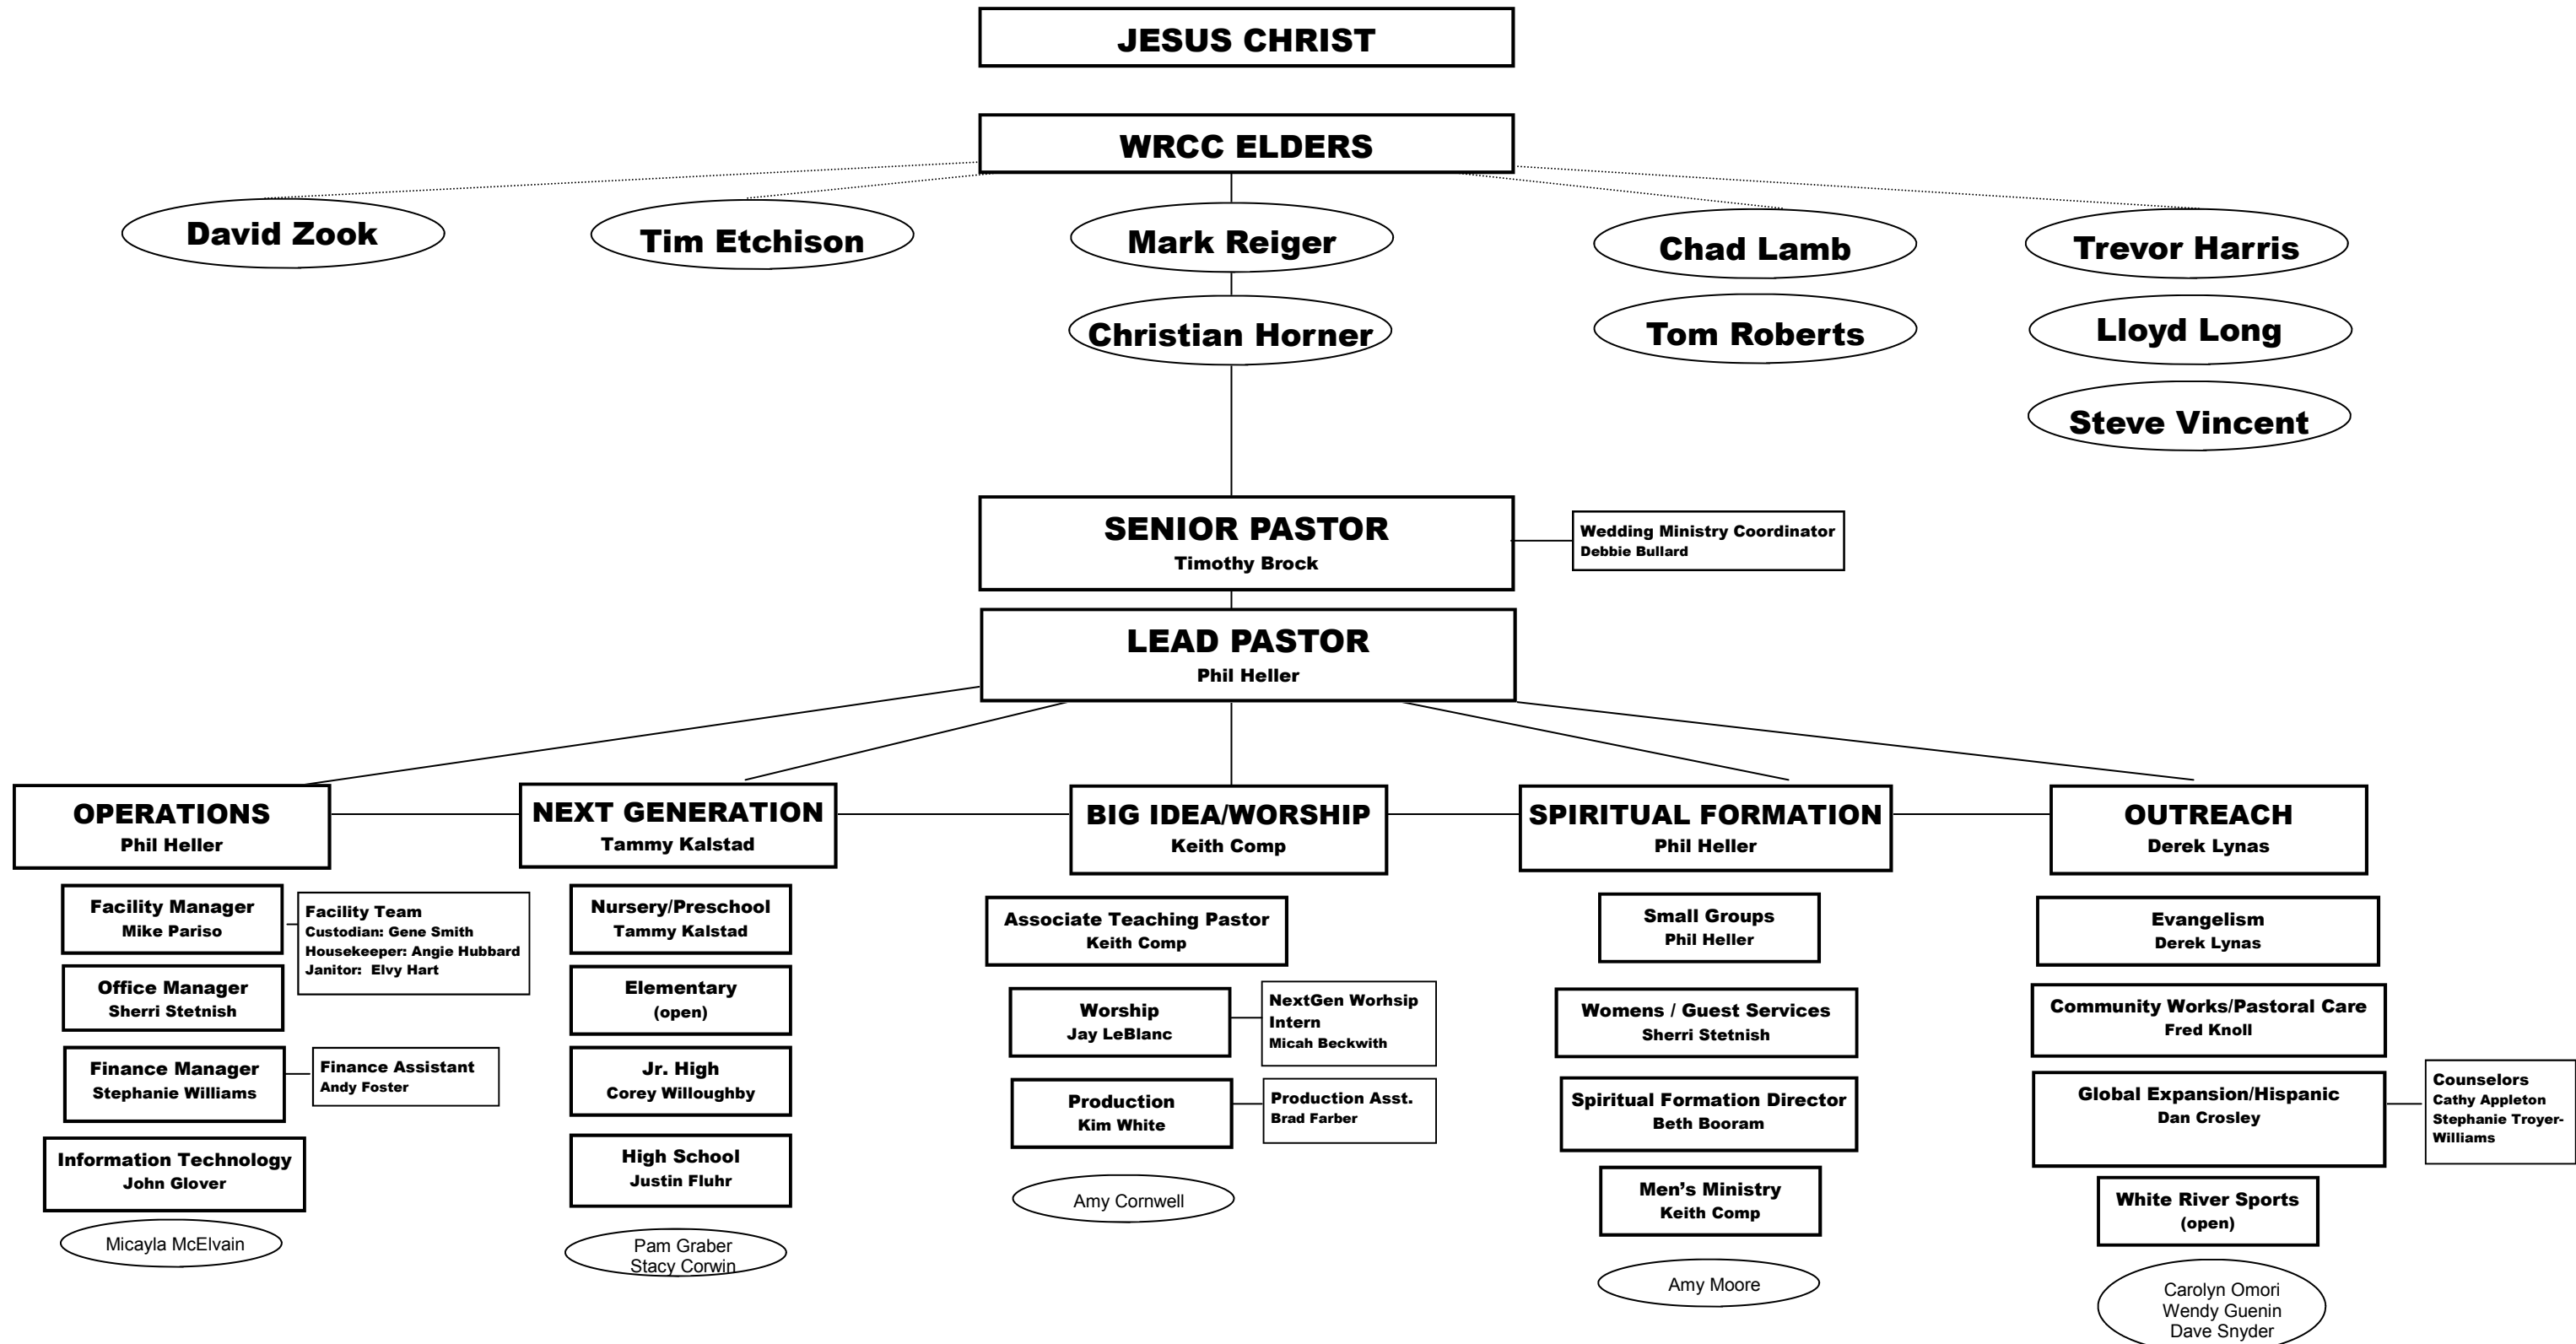 JESUS CHRIST
WRCC ELDERS
David Zook
Tim Etchison
Mark Reiger
Chad Lamb
Trevor Harris
Christian Horner
Tom Roberts
Lloyd Long
Steve Vincent
SENIOR PASTOR
Timothy Brock
Wedding Ministry Coordinator
Debbie Bullard
LEAD PASTOR
Phil Heller
OPERATIONS
Phil Heller
Facility Manager
Mike Pariso
Facility Team
Custodian: Gene Smith
Housekeeper: Angie Hubbard
Janitor:  Elvy Hart
Office Manager
Sherri Stetnish
Finance Manager
Stephanie Williams
Finance Assistant
Andy Foster
Information Technology
John Glover
Micayla McElvain
NEXT GENERATION
Tammy Kalstad
Nursery/Preschool
Tammy Kalstad
Elementary
(open)
Jr. High
Corey Willoughby
High School
Justin Fluhr
Pam Graber
Stacy Corwin
BIG IDEA/WORSHIP
Keith Comp
Associate Teaching Pastor
Keith Comp
Worship
Jay LeBlanc
NextGen Worhsip
Intern
Micah Beckwith
Production
Kim White
Production Asst.
Brad Farber
Amy Cornwell
SPIRITUAL FORMATION
Phil Heller
Small Groups
Phil Heller
Womens / Guest Services
Sherri Stetnish
Spiritual Formation Director
Beth Booram
Men’s Ministry
Keith Comp
Amy Moore
OUTREACH
Derek Lynas
Evangelism
Derek Lynas
Community Works/Pastoral Care
Fred Knoll
Global Expansion/Hispanic
Dan Crosley
Counselors
Cathy Appleton
Stephanie Troyer-
Williams
White River Sports
(open)
Carolyn Omori
Wendy Guenin
Dave Snyder